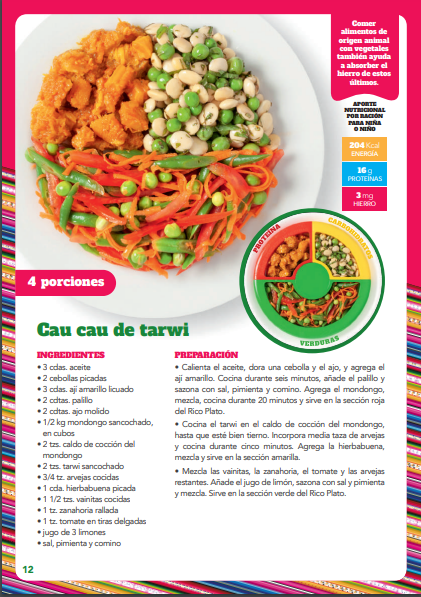 Comer
alimentos de
origen animal
con vegetales
también ayuda
a absorber el
hierro de estos
últimos.
APORTE
NUTRICIONAL
POR RACIÓN
PARA NIÑA
O NIÑO
204 Kcal
ENERGÍA
16 g
PROTEÍNAS
3 mg
HIERRO
PROTEÍNA
CARBOHIDRATOS
VERDURAS
4 porciones
Cau cau de tarwi
INGREDIENTES
• 3 cdas. aceite
• 2 cebollas picadas
• 3 cdas. ají amarillo licuado
• 2 cdtas. palillo
• 2 cdtas. ajo molido
• 1/2 kg mondongo sancochado,
en cubos
• 2 tzs. caldo de cocción del
mondongo
• 2 tzs. tarwi sancochado
• 3/4 tz. arvejas cocidas
• 1 cda. hierbabuena picada
• 1 1/2 tzs. vainitas cocidas
• 1 tz. zanahoria rallada
• 1 tz. tomate en tiras delgadas
• jugo de 3 limones
• sal, pimienta y comino
PREPARACIÓN
• Calienta el aceite, dora una cebolla y el ajo, y agrega el
ají amarillo. Cocina durante seis minutos, añade el palillo y
sazona con sal, pimienta y comino. Agrega el mondongo,
mezcla, cocina durante 20 minutos y sirve en la sección roja
del Rico Plato.
• Cocina el tarwi en el caldo de cocción del mondongo,
hasta que esté bien tierno. Incorpora media taza de arvejas
y cocina durante cinco minutos. Agrega la hierbabuena,
mezcla y sirve en la sección amarilla.
• Mezcla las vainitas, la zanahoria, el tomate y las arvejas
restantes. Añade el jugo de limón, sazona con sal y pimienta
y mezcla. Sirve en la sección verde del Rico Plato.
12